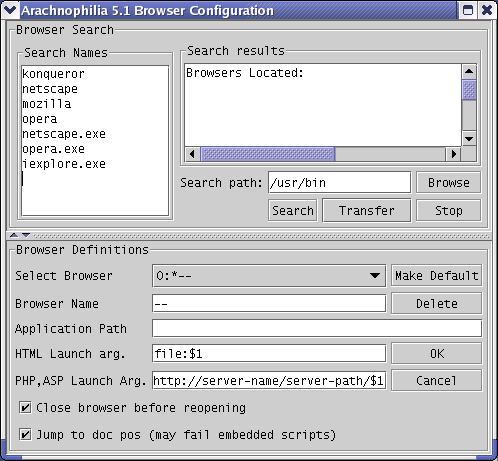 Arachnophilia 5.1 Browser Configuration
Browser Search
Search Names
konqueror
netscape
mozilla
opera
netscape.exe
opera.exe
iexplore.exe
Search results
Browsers Located:
Search path: /usr/bin Browse
Search Transfer Stop
Browser Definitions
Select Browser 0:*-- Make Default
Browser Name -- Delete
Application Path
HTML Launch arg. file:$1 OK
PHP,ASP Launch Arg. http://server-name/server-path/$1 Cancel
Close browser before reopening
Jump to doc pos (may fail embedded scripts)